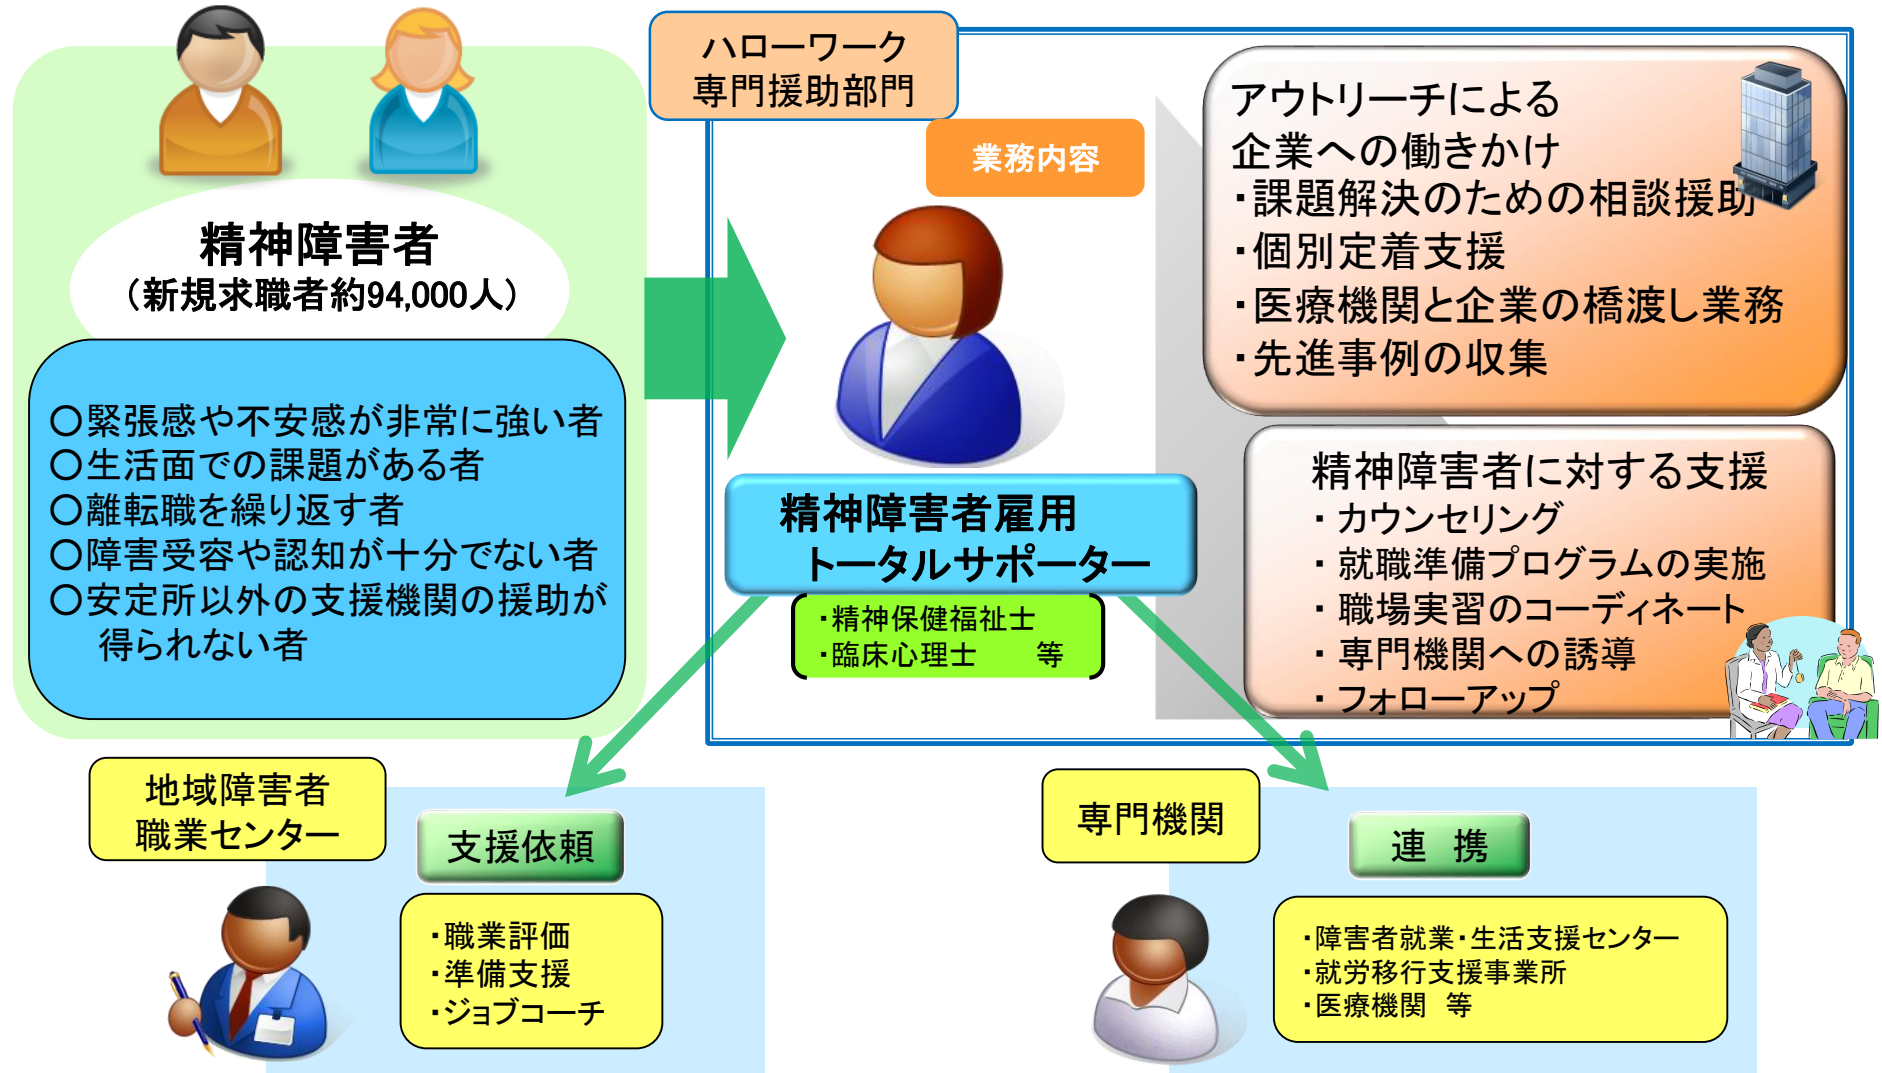 精神障害者
（新規求職者約94,000人）
○緊張感や不安感が非常に強い者
○生活面での課題がある者
○離転職を繰り返す者
○障害受容や認知が十分でない者
○安定所以外の支援機関の援助が
得られない者
ハローワーク
専門援助部門
業務内容
精神障害者雇用
トータルサポーター
・精神保健福祉士
・臨床心理士　　等
アウトリーチによる
企業への働きかけ
・課題解決のための相談援助
・個別定着支援
・医療機関と企業の橋渡し業務
・先進事例の収集
精神障害者に対する支援
・カウンセリング
・就職準備プログラムの実施
・職場実習のコーディネート
・専門機関への誘導
・フォローアップ
地域障害者
職業センター
支援依頼
・職業評価
・準備支援
・ジョブコーチ
専門機関
連　携
・障害者就業・生活支援センター
・就労移行支援事業所
・医療機関　等